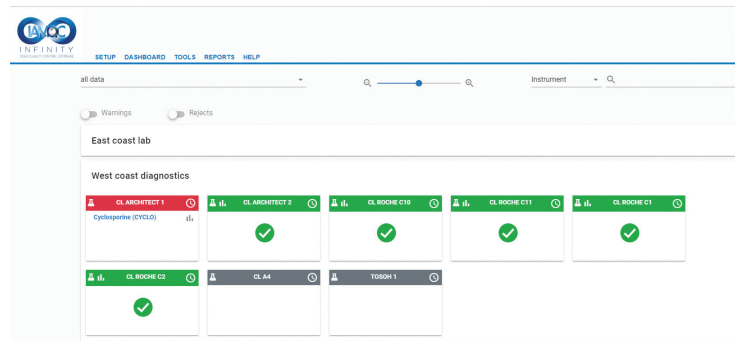 IAMQC
INFINITY
SETUP DASHBOARD TOOLS REPORTS HELP
all data
Instrument
Warnings Rejects
East coast lab
West coast diagnostics
CL ARCHITECT 1 CL ARCHITECT 2 CL ROCHE C10 CL ROCHE C11 CL ROCHE C1
Cyclosporine (CYCLO)
CL ROCHE C2 CL A4 TOSOH 1